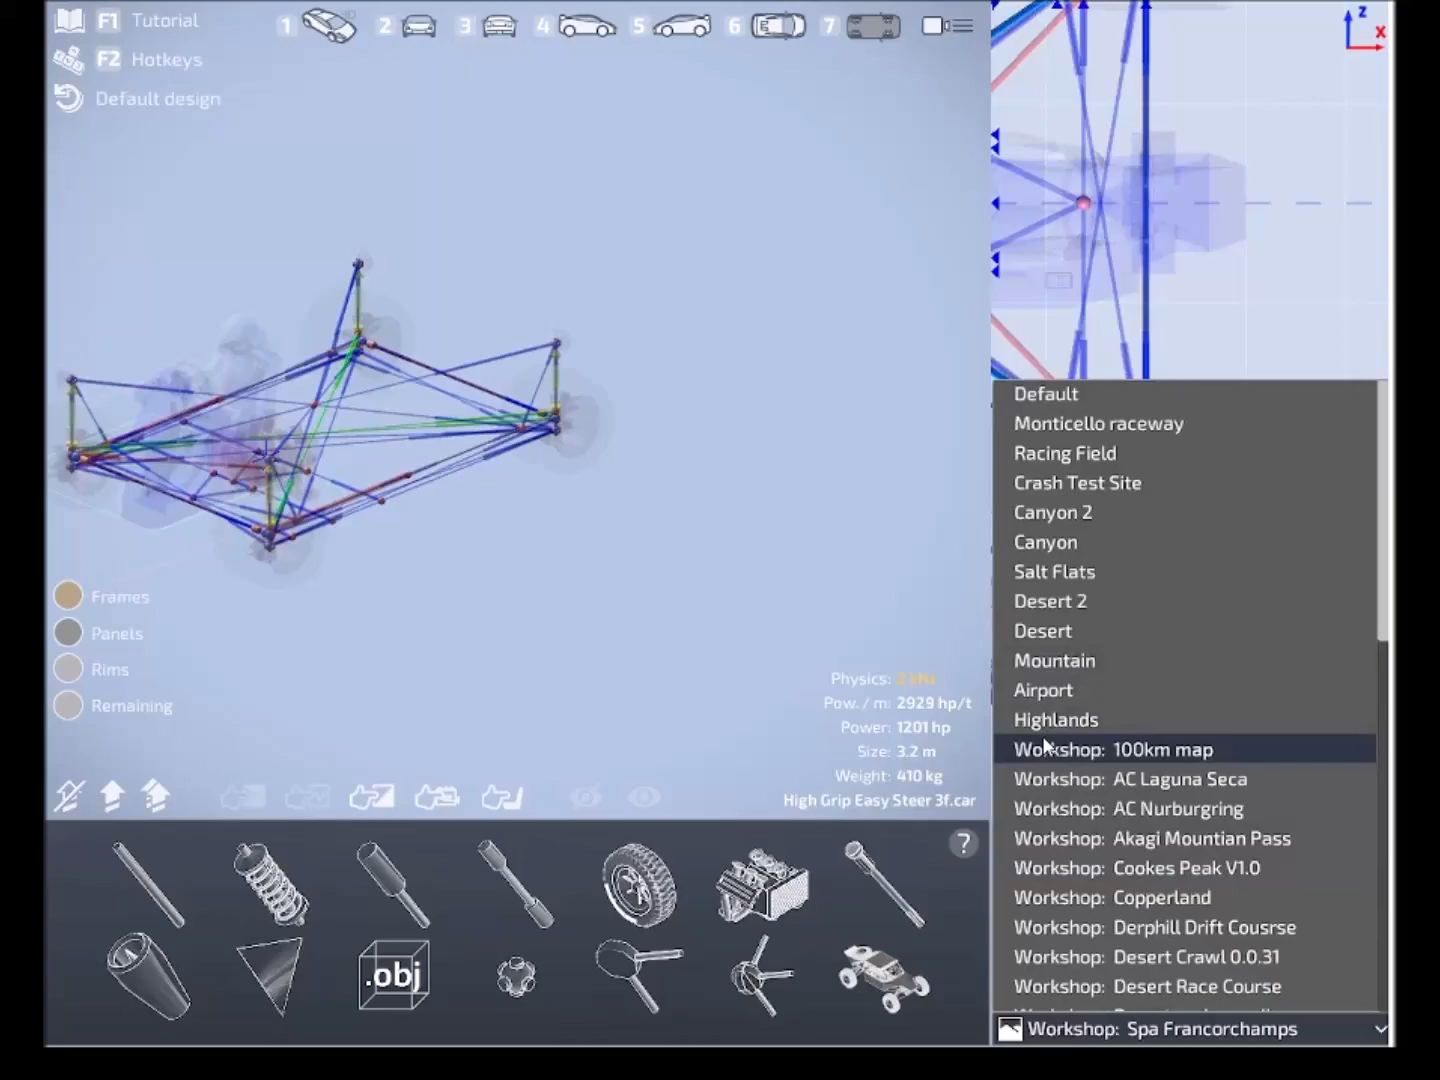 F1 Tutorial
1 2 3 4 5 6 7
F2 Hotkeys
Default design
z
x
Frames
Panels
Rims
Remaining
Physics: 2 kHz
Pow. / m: 2929 hp/t
Power: 1201 hp
Size: 3.2 m
Weight: 410 kg
High Grip Easy Steer 3f.car
?
.obj
Default
Monticello raceway
Racing Field
Crash Test Site
Canyon 2
Canyon
Salt Flats
Desert 2
Desert
Mountain
Airport
Highlands
Workshop: 100km map
Workshop: AC Laguna Seca
Workshop: AC Nurburgring
Workshop: Akagi Mountian Pass
Workshop: Cookes Peak V1.0
Workshop: Copperland
Workshop: Derphill Drift Cousrse
Workshop: Desert Crawl 0.0.31
Workshop: Desert Race Course
Workshop: Spa Francorchamps